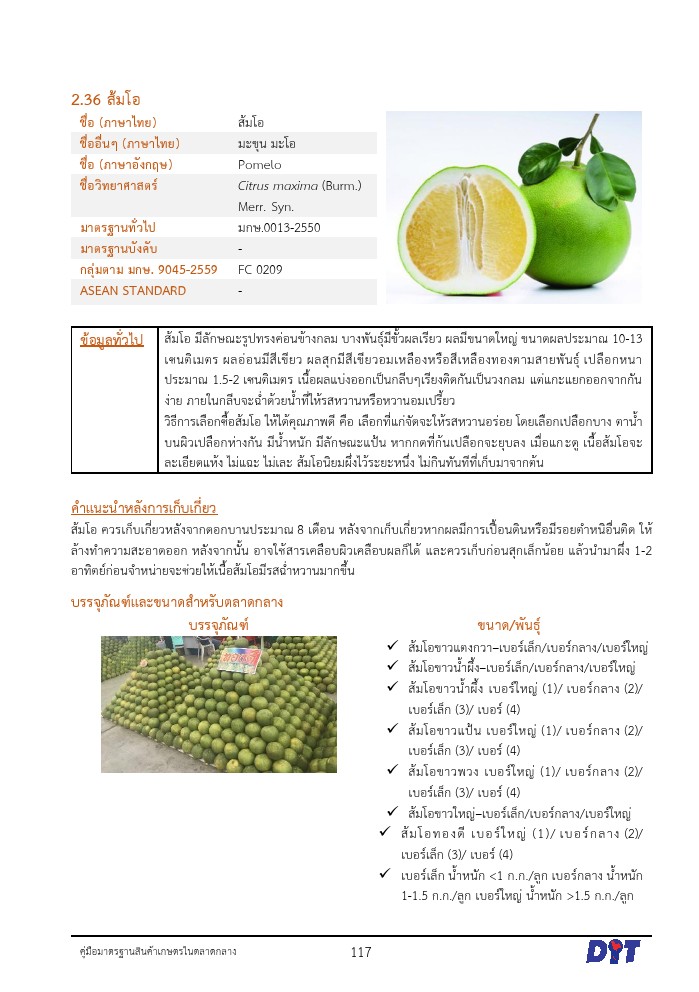 2.36 ส้มโอ
ชื่อ (ภาษาไทย) ส้มโอ
ชื่ออื่นๆ (ภาษาไทย) มะขุน มะโอ
ชื่อ (ภาษาอังกฤษ) Pomelo
ชื่อวิทยาศาสตร์ Citrus maxima (Burm.)
Merr. Syn.
มาตรฐานทั่วไป มกษ.0013-2550
มาตรฐานบังคับ -
กลุ่มตาม มกษ. 9045-2559 FC 0209
ASEAN STANDARD -
ข้อมูลทั่วไป
ส้มโอ มีลักษณะรูปทรงค่อนข้างกลม บางพันธุ์มีขั้วผลเรียว ผลมีขนาดใหญ่ ขนาดผลประมาณ 10-13
เซนติเมตร ผลอ่อนมีสีเขียว ผลสุกมีสีเขียวอมเหลืองหรือสีเหลืองทองตามสายพันธุ์ เปลือกหนา
ประมาณ 1.5-2 เซนติเมตร เนื้อผลแบ่งออกเป็นกลีบๆเรียงติดกันเป็นวงกลม แต่แกะแยกออกจากกัน
ง่าย ภายในกลีบจะฉ่ำด้วยน้ำที่ให้รสหวานหรือหวานอมเปรี้ยว
วิธีการเลือกซื้อส้มโอ ให้ได้คุณภาพดี คือ เลือกที่แก่จัดจะให้รสหวานอร่อย โดยเลือกเปลือกบาง ตาน้ำ
บนผิวเปลือกห่างกัน มีน้ำหนัก มีลักษณะแป้น หากกดที่ก้นเปลือกจะยุบลง เมื่อแกะดู เนื้อส้มโอจะ
ละเอียดแห้ง ไม่แฉะ ไม่เละ ส้มโอนิยมผึ่งไว้ระยะหนึ่ง ไม่กินทันทีที่เก็บมาจากต้น
คำแนะนำหลังการเก็บเกี่ยว
ส้มโอ ควรเก็บเกี่ยวหลังจากดอกบานประมาณ 8 เดือน หลังจากเก็บเกี่ยวหากผลมีการเปื้อนดินหรือมีรอยตำหนิอื่นติด ให้
ล้างทำความสะอาดออก หลังจากนั้น อาจใช้สารเคลือบผิวเคลือบผลก็ได้ และควรเก็บก่อนสุกเล็กน้อย แล้วนำมาผึ่ง 1-2
อาทิตย์ก่อนจำหน่ายจะช่วยให้เนื้อส้มโอมีรสฉ่ำหวานมากขึ้น
บรรจุภัณฑ์และขนาดสำหรับตลาดกลาง
บรรจุภัณฑ์
ขนาด/พันธุ์
✓ ส้มโอขาวแตงกวา–เบอร์เล็ก/เบอร์กลาง/เบอร์ใหญ่
✓ ส้มโอขาวน้ำผึ้ง–เบอร์เล็ก/เบอร์กลาง/เบอร์ใหญ่
✓ ส้มโอขาวน้ำผึ้ง เบอร์ใหญ่ (1)/ เบอร์กลาง (2)/
เบอร์เล็ก (3)/ เบอร์ (4)
✓ ส้มโอขาวแป้น เบอร์ใหญ่ (1)/ เบอร์กลาง (2)/
เบอร์เล็ก (3)/ เบอร์ (4)
✓ ส้มโอขาวพวง เบอร์ใหญ่ (1)/ เบอร์กลาง (2)/
เบอร์เล็ก (3)/ เบอร์ (4)
✓ ส้มโอขาวใหญ่–เบอร์เล็ก/เบอร์กลาง/เบอร์ใหญ่
✓ ส้มโอทองดี เบอร์ใหญ่ (1)/ เบอร์กลาง (2)/
เบอร์เล็ก (3)/ เบอร์ (4)
✓ เบอร์เล็ก น้ำหนัก <1 ก.ก./ลูก เบอร์กลาง น้ำหนัก
1-1.5 ก.ก./ลูก เบอร์ใหญ่ น้ำหนัก >1.5 ก.ก./ลูก
คู่มือมาตรฐานสินค้าเกษตรในตลาดกลาง
117
DIT